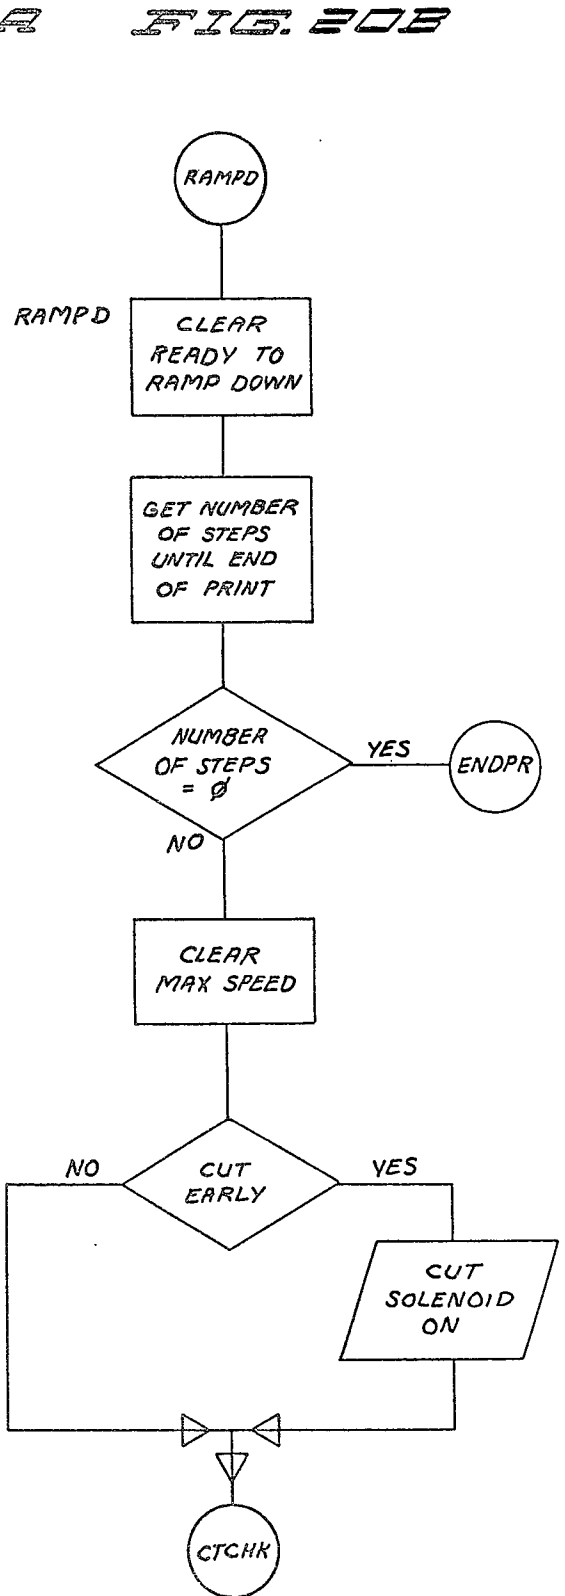 A FIG. 20B
RAMPD
RAMPD
CLEAR
READY TO
RAMP DOWN
GET NUMBER
OF STEPS
UNTIL END
OF PRINT
NUMBER
OF STEPS
= Ø
YES
ENDPR
NO
CLEAR
MAX SPEED
NO
CUT
EARLY
YES
CUT
SOLENOID
ON
CTCHK